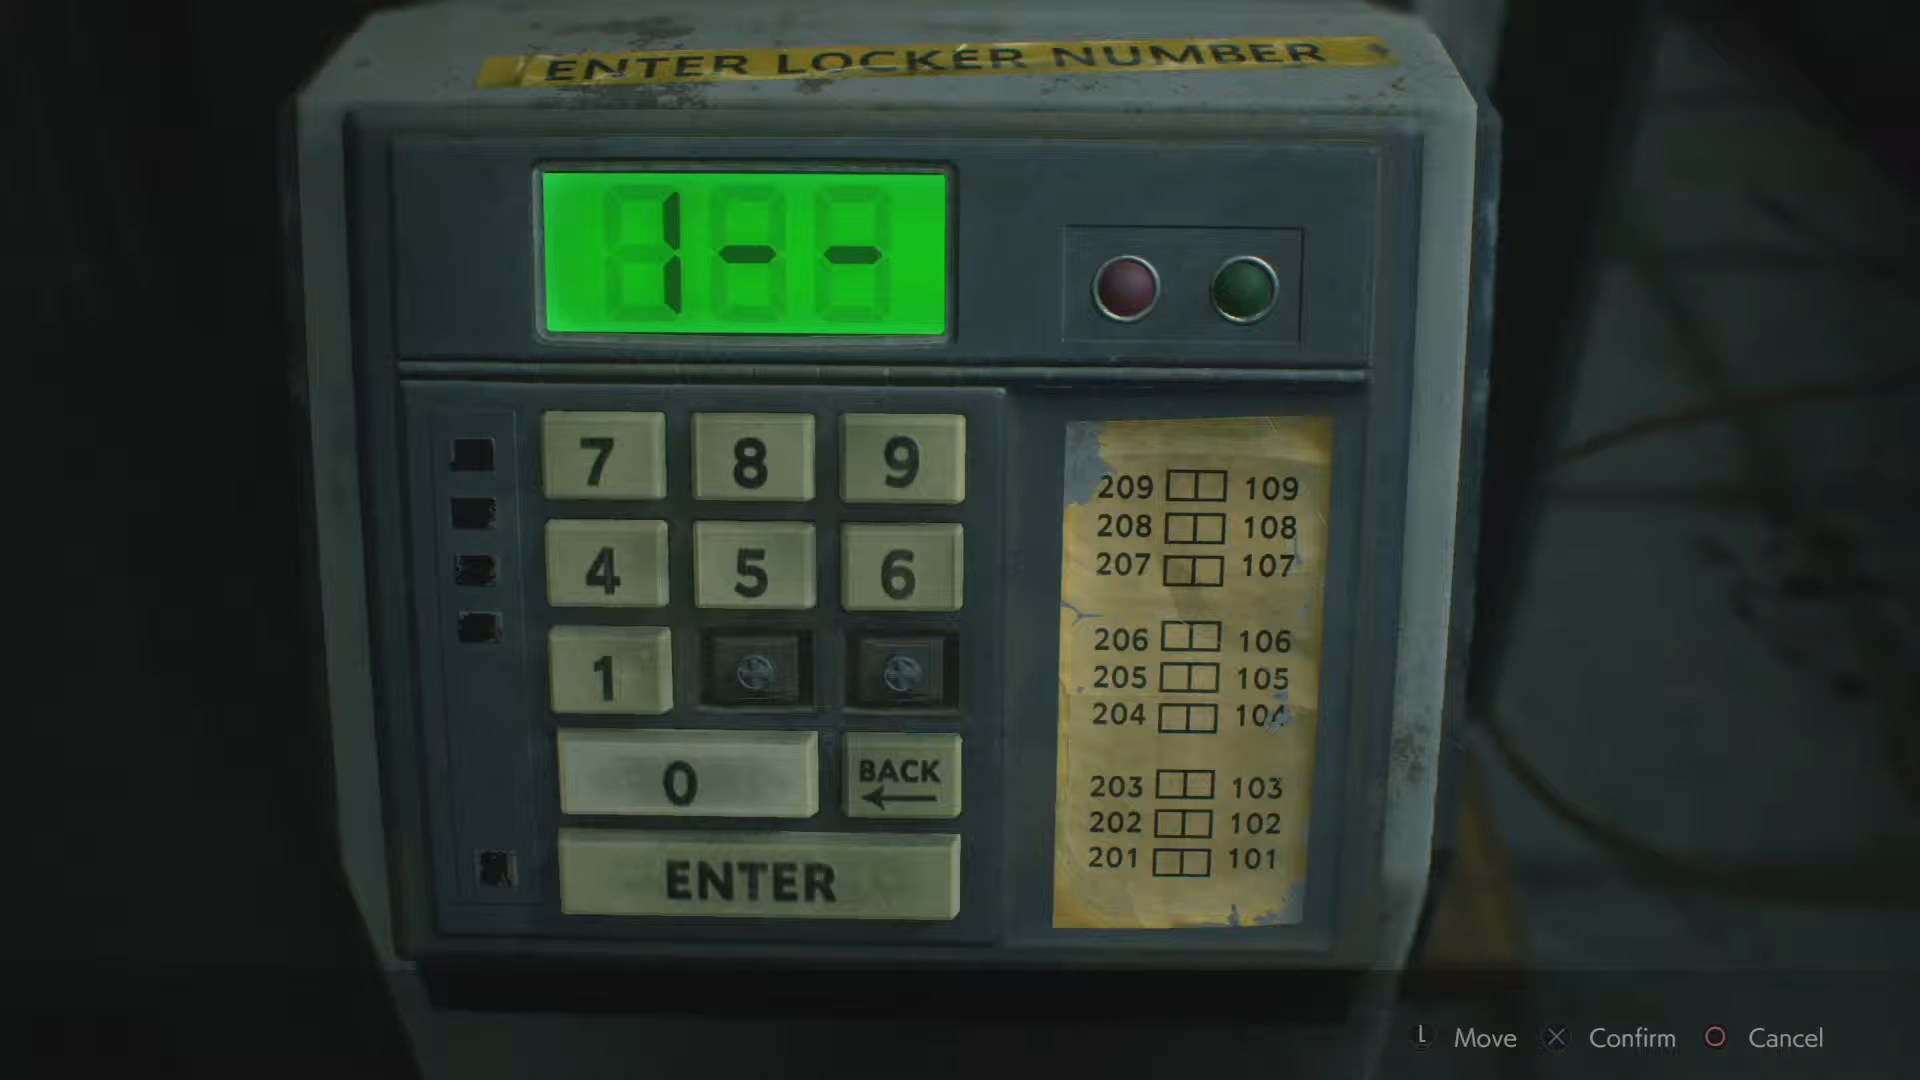 ENTER LOCKER NUMBER
1--
7 8 9
4 5 6
1
0 BACK
ENTER
209 109
208 108
207 107
206 106
205 105
204 104
203 103
202 102
201 101
L Move Confirm Cancel